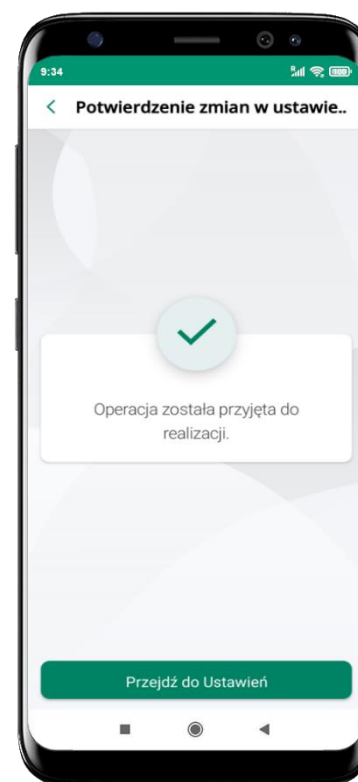 9:34
Potwierdzenie zmian w ustawie..
Operacja została przyjęta do
realizacji.
Przejdź do Ustawień